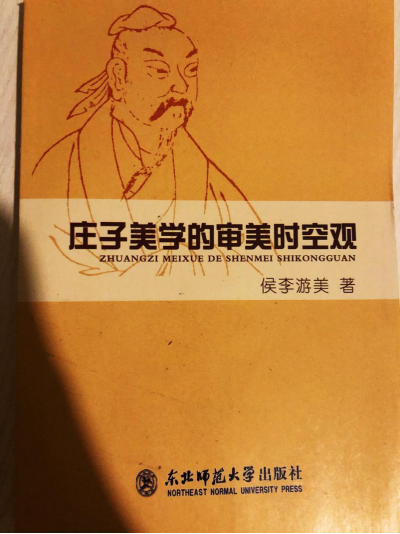 庄子美学的审美时空观
ZHUANGZI MEIXUE DE SHENMEI SHIKONGGUAN
侯李游美 著
东北师范大学出版社
NORTHEAST NORMAL UNIVERSITY PRESS